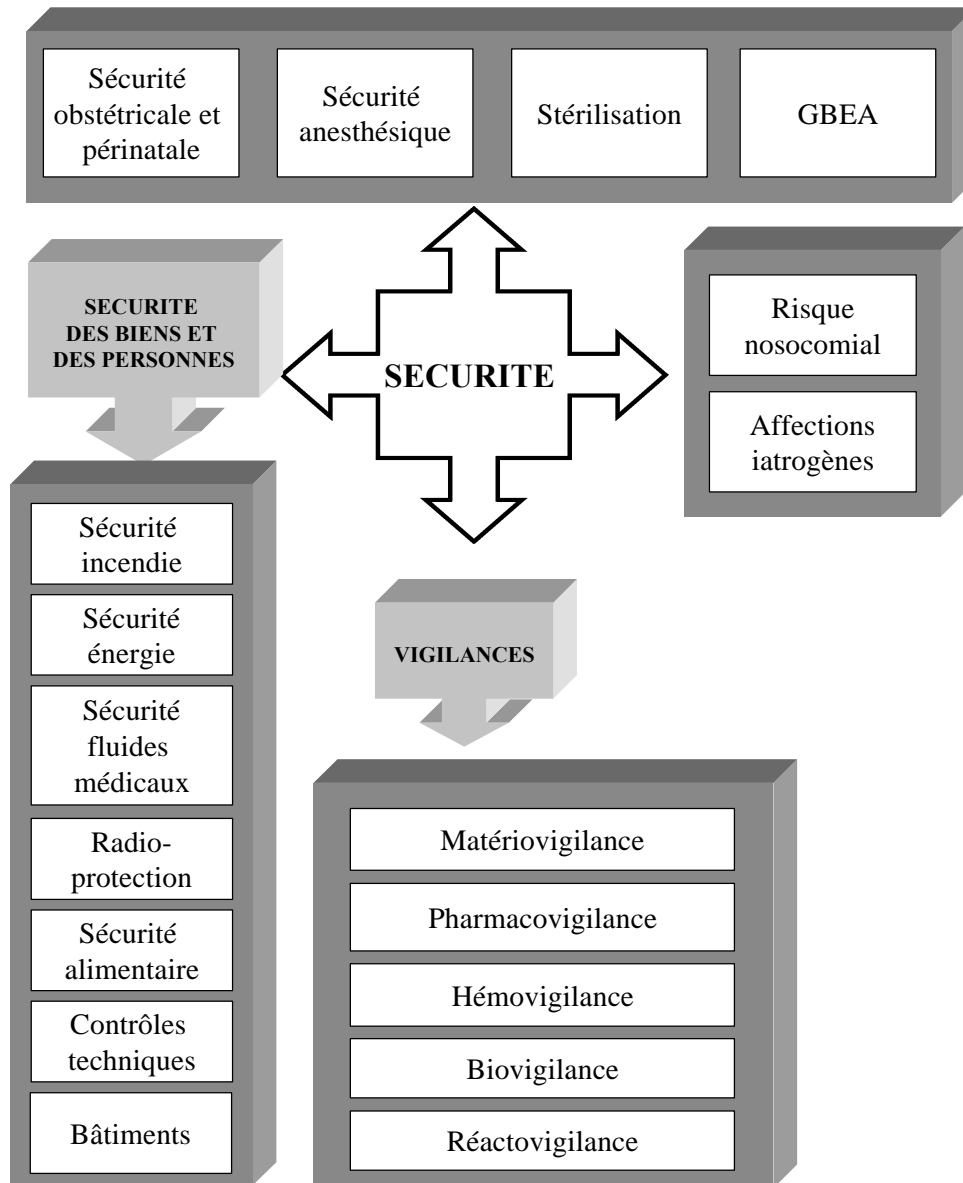 Sécurité
obstétricale et
périnatale
Sécurité
anesthésique
Stérilisation
GBEA
SECURITE
DES BIENS ET
DES PERSONNES
SECURITE
Risque
nosocomial
Affections
iatrogènes
Sécurité
incendie
Sécurité
énergie
Sécurité
fluides
médicaux
Radio-
protection
Sécurité
alimentaire
Contrôles
techniques
Bâtiments
VIGILANCES
Matériovigilance
Pharmacovigilance
Hémovigilance
Biovigilance
Réactovigilance